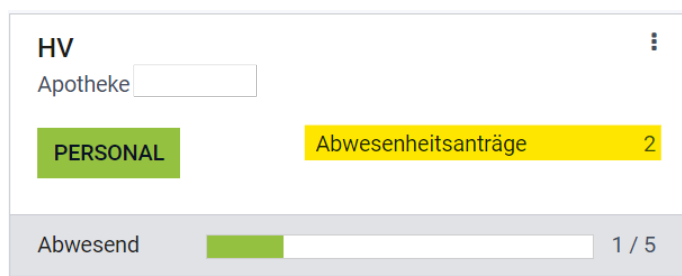 HV
Apotheke
PERSONAL
Abwesenheitsanträge 2
Abwesend 1 / 5